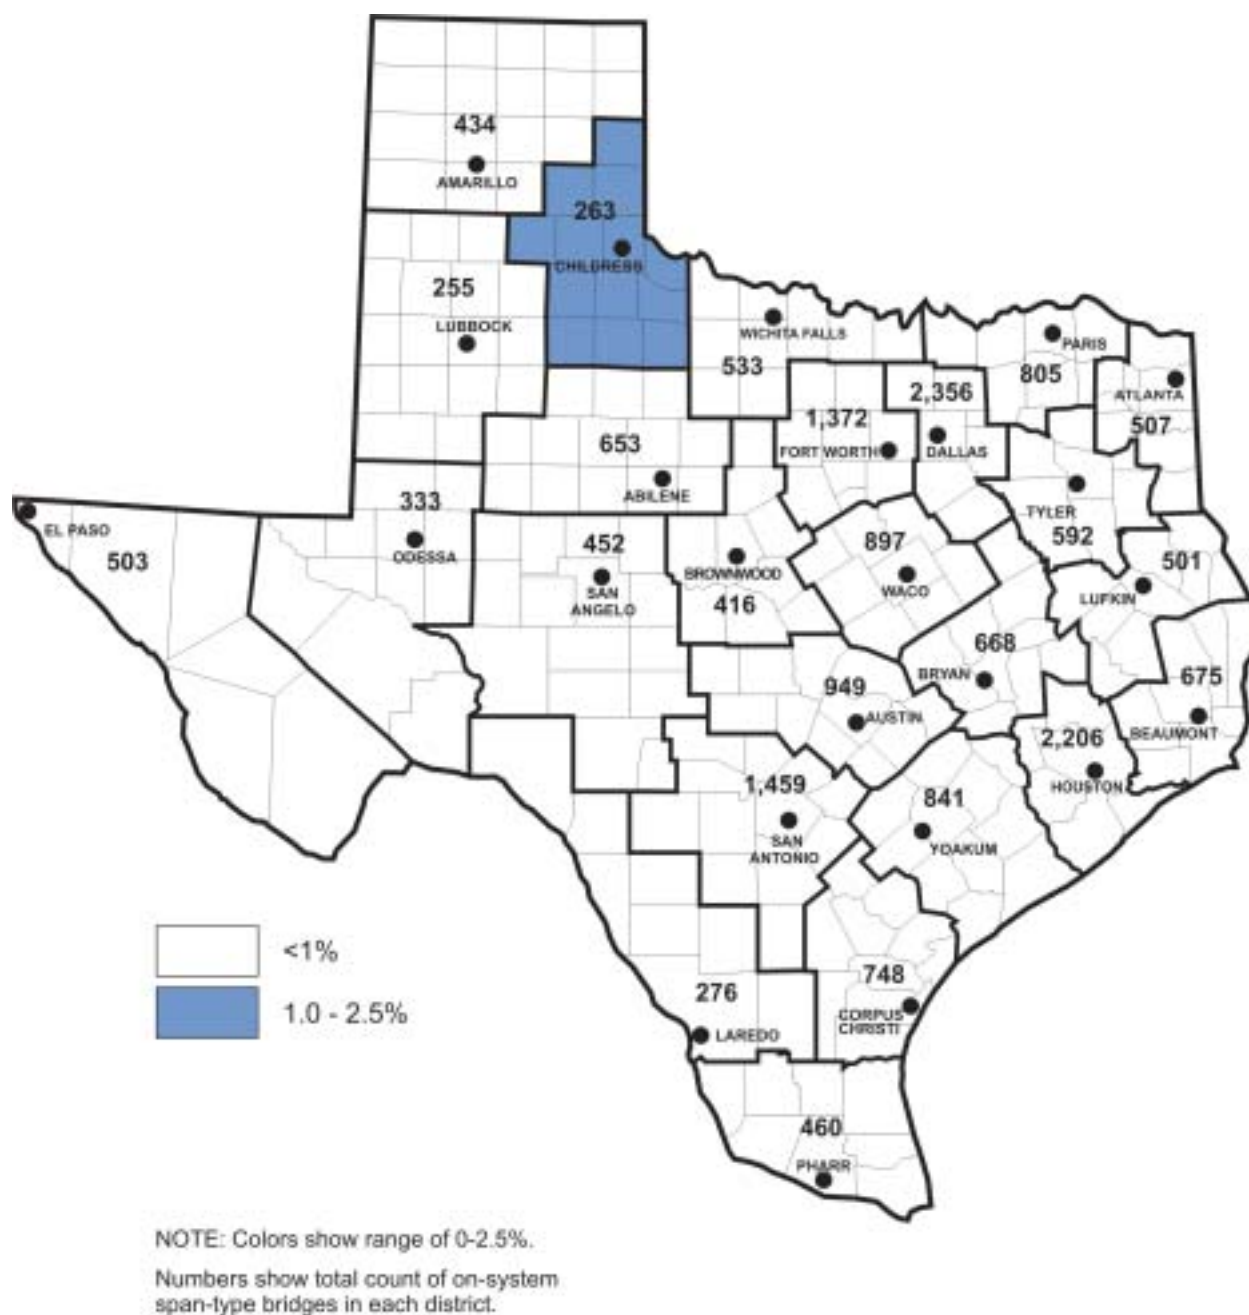 434
AMARILLO
263
CHILDRESS
255
LUBBOCK
WICHITA FALLS
533
PARIS
805
ATLANTA
507
2,356
DALLAS
1,372
FORT WORTH
653
ABILENE
TYLER
592
EL PASO
503
333
ODESSA
452
SAN
ANGELO
BROWNWOOD
416
897
WACO
501
LUFKIN
668
BRYAN
675
BEAUMONT
949
AUSTIN
2,206
HOUSTON
1,459
SAN
ANTONIO
841
YOAKUM
748
CORPUS
CHRISTI
276
LAREDO
460
PHARR
<1%
1.0 - 2.5%
NOTE: Colors show range of 0-2.5%.
Numbers show total count of on-system
span-type bridges in each district.